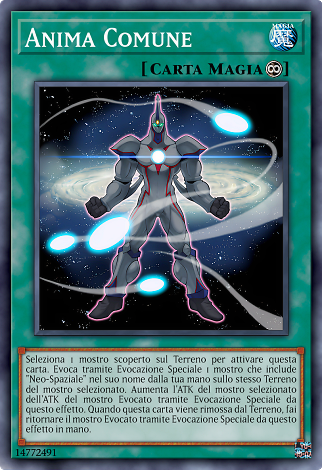 Anima Comune
MAGIA
[Carta Magia]
Seleziona 1 mostro scoperto sul Terreno per attivare questa
carta. Evoca tramite Evocazione Speciale 1 mostro che include
"Neo-Spaziale" nel suo nome dalla tua mano sullo stesso Terreno
del mostro selezionato. Aumenta l'ATK del mostro selezionato
dell'ATK del mostro Evocato tramite Evocazione Speciale da
questo effetto. Quando questa carta viene rimossa dal Terreno, fai
ritornare il mostro Evocato tramite Evocazione Speciale da questo
effetto in mano.
14772491